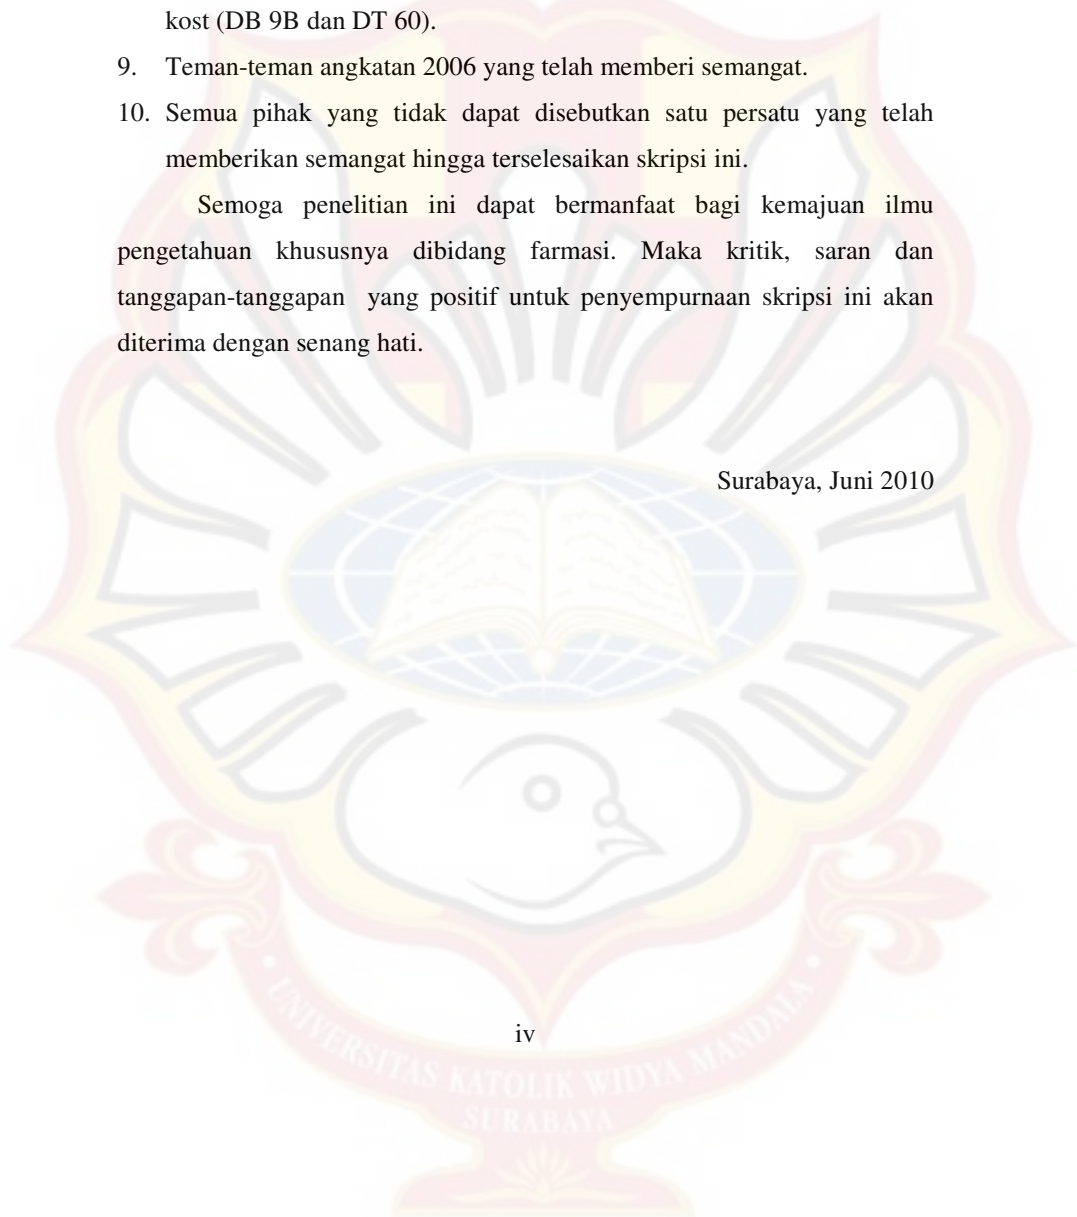 kost (DB 9B dan DT 60).
9. Teman-teman angkatan 2006 yang telah memberi semangat.
10. Semua pihak yang tidak dapat disebutkan satu persatu yang telah
memberikan semangat hingga terselesaikan skripsi ini.
Semoga penelitian ini dapat bermanfaat bagi kemajuan ilmu
pengetahuan khususnya dibidang farmasi. Maka kritik, saran dan
tanggapan-tanggapan yang positif untuk penyempurnaan skripsi ini akan
diterima dengan senang hati.
Surabaya, Juni 2010
iv
UNIVERSITAS KATOLIK WIDYA MANDALA
SURABAYA